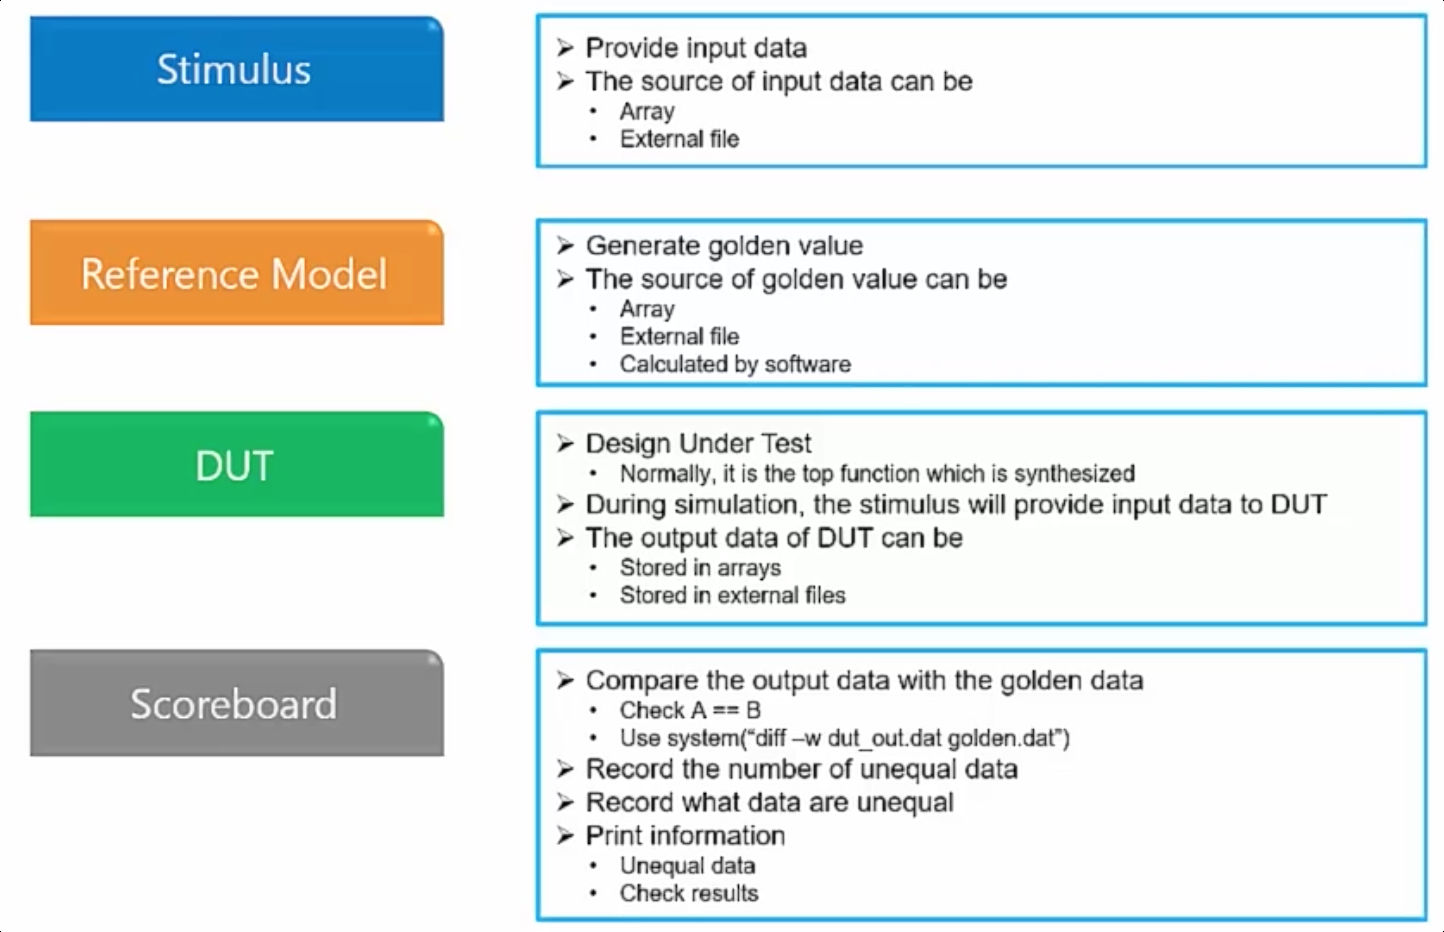 Stimulus
➢ Provide input data
➢ The source of input data can be
• Array
• External file
Reference Model
➢ Generate golden value
➢ The source of golden value can be
• Array
• External file
• Calculated by software
DUT
➢ Design Under Test
• Normally, it is the top function which is synthesized
➢ During simulation, the stimulus will provide input data to DUT
➢ The output data of DUT can be
• Stored in arrays
• Stored in external files
Scoreboard
➢ Compare the output data with the golden data
• Check A == B
• Use system(“diff –w dut_out.dat golden.dat”)
➢ Record the number of unequal data
➢ Record what data are unequal
➢ Print information
• Unequal data
• Check results